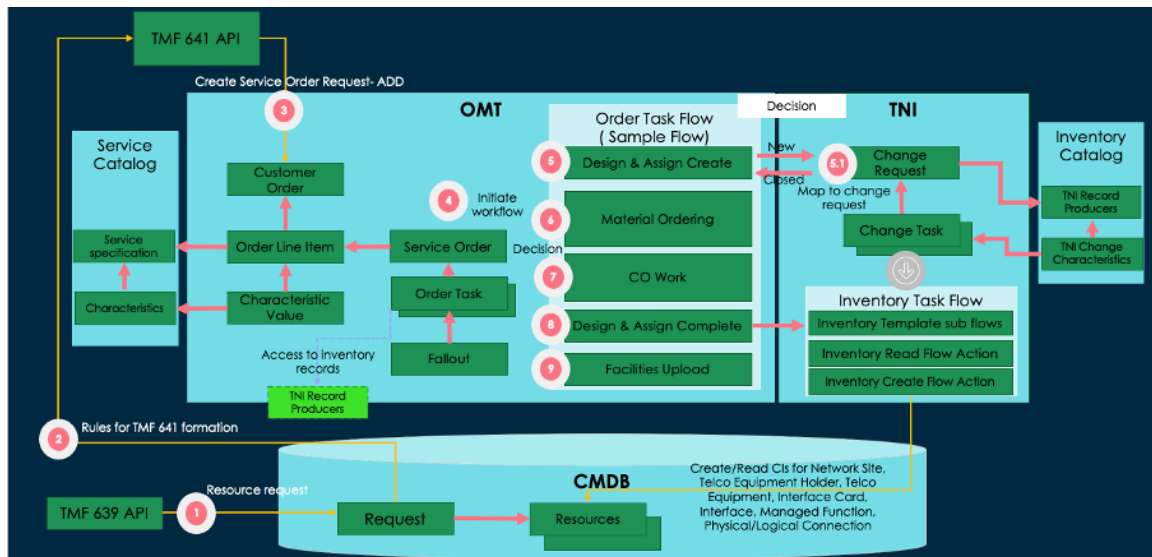 TMF 641 API
Create Service Order Request- ADD
3
OMT
Decision
TNI
Service
Catalog
Service
specification
Characteristics
Customer
Order
Order Line Item
Characteristic
Value
4
Initiate
workflow
Service Order
Decision
Order Task
Fallout
Access to inventory
records
TNI Record
Producers
Order Task Flow
( Sample Flow)
5
Design & Assign Create
6
Material Ordering
7
CO Work
8
Design & Assign Complete
9
Facilities Upload
New
Closed
5.1
Change
Request
Map to change
request
Change Task
Inventory Task Flow
Inventory Template sub flows
Inventory Read Flow Action
Inventory Create Flow Action
Inventory
Catalog
TNI Record
Producers
TNI Change
Characteristics
2
Rules for TMF 641 formation
TMF 639 API
1
Resource request
CMDB
Request
Resources
Create/Read CIs for Network Site,
Telco Equipment Holder, Telco
Equipment, Interface Card,
Interface, Managed Function,
Physical/Logical Connection